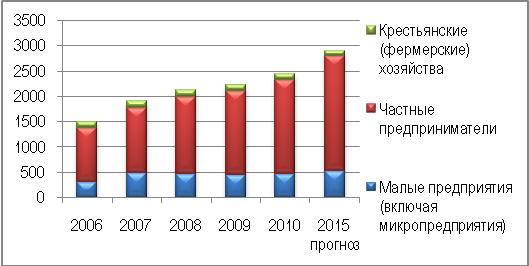 3500
3000
2500
2000
1500
1000
500
0
2006
2007
2008
2009
2010
2015
прогноз
Крестьянские
(фермерские)
хозяйства
Частные
предприниматели
Малые предприятия
(включая
микропредприятия)